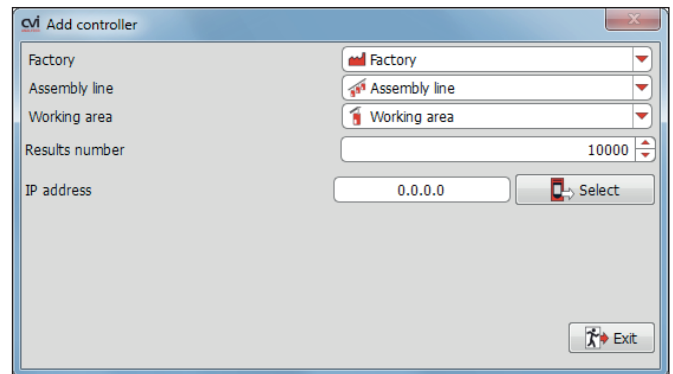 cvi Add controller
Factory Factory
Assembly line Assembly line
Working area Working area
Results number 10000
IP address 0.0.0.0 Select
Exit